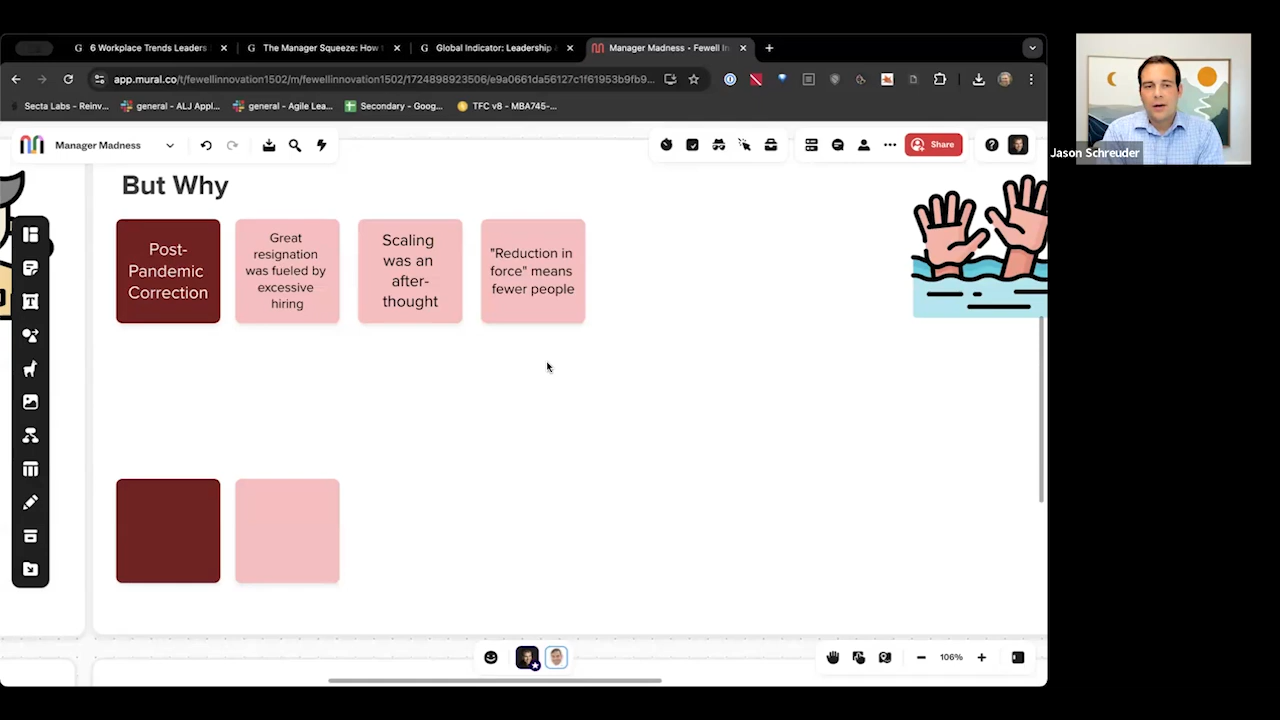 6 Workplace Trends Leaders
The Manager Squeeze: How
Global Indicator: Leadership
Manager Madness - Fewell In
app.mural.co/t/fewellinnovation1502/m/fewellinnovation1502/1724898923506/e9a0661da56127c1f61953b9fb9...
Secta Labs - Reinv...
general - ALJ Appl...
general - Agile Lea...
Secondary - Goog...
TFC v8 - MBA745-...
Manager Madness
Share
Jason Schreuder
But Why
Post-
Pandemic
Correction
Great
resignation
was fueled by
excessive
hiring
Scaling
was an
after-
thought
"Reduction in
force" means
fewer people
106%